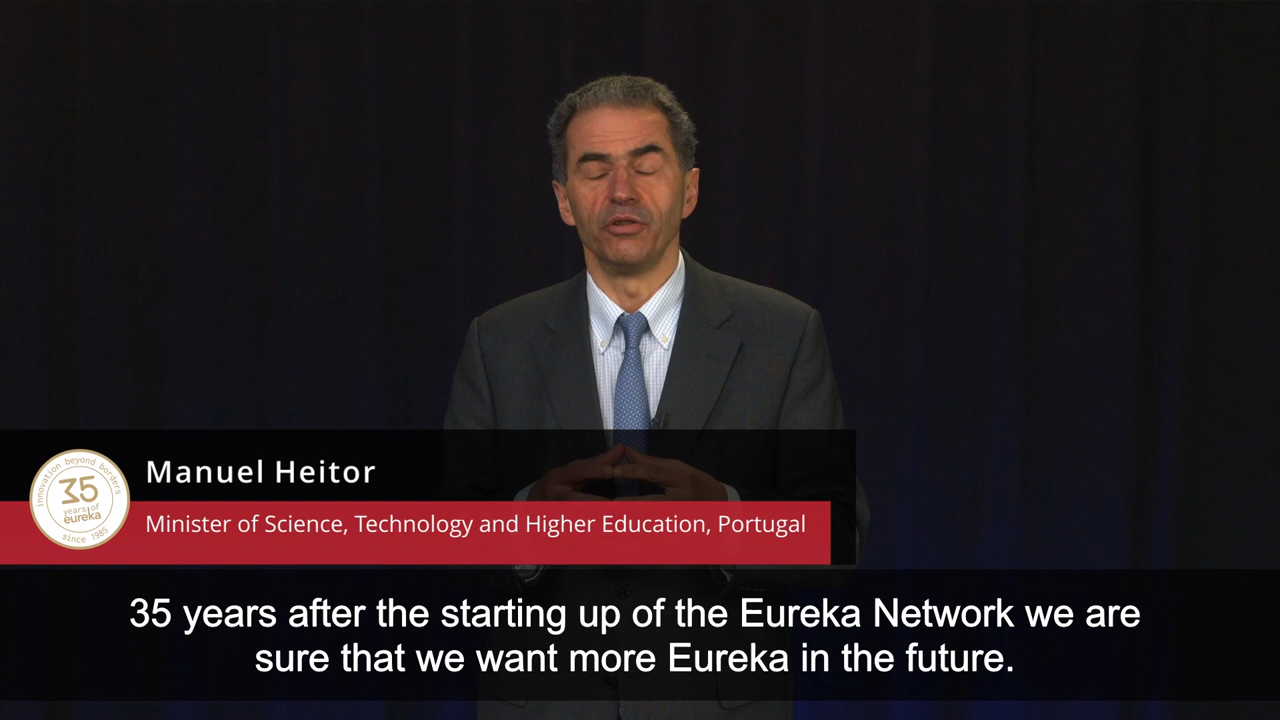 innovation beyond borders
35
years of
eureka
since 1985
Manuel Heitor
Minister of Science, Technology and Higher Education, Portugal
35 years after the starting up of the Eureka Network we are
sure that we want more Eureka in the future.